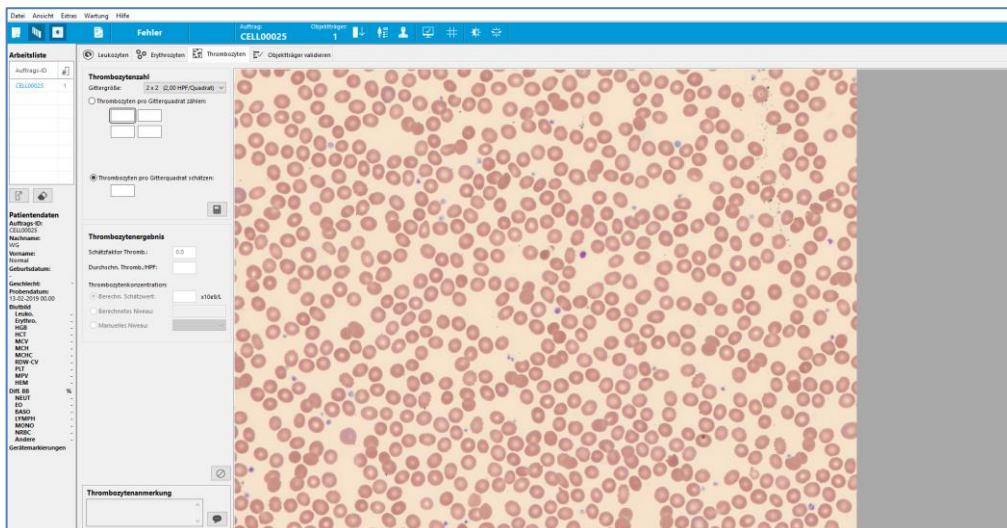 Datei Ansicht Extras Wartung Hilfe
Fehler
Auftrag:
CELL00025
Objektträger
1
Arbeitsliste
Auftrags-ID
CELL00025 1
Leukozyten Erythrozyten Thrombozyten Objektträger validieren
Thrombozytenzahl
Gittergröße: 2 x 2 (2,00 HPF/Quadrat)
Thrombozyten pro Gitterquadrat zählen:
Thrombozyten pro Gitterquadrat schätzen:
Thrombozytenergebnis
Schätzfaktor Thromb.: 0.0
Durchschn. Thromb./HPF:
Thrombozytenkonzentration:
Berechn. Schätzwert: x10e9/L
Berechnetes Niveau:
Manuelles Niveau:
Thrombozytenanmerkung
Patientendaten
Auftrags-ID:
CELL00025
Nachname:
WG
Vorname:
Normal
Geburtsdatum:
-
Geschlecht: -
Probendatum:
13-02-2019 00.00
Blutbild
Leuko. -
Erythro. -
HGB -
HCT -
MCV -
MCH -
MCHC -
RDW-CV -
PLT -
MPV -
HEM -
Diff. BB %
NEUT -
EO -
BASO -
LYMPH -
MONO -
NRBC -
Andere -
Gerätemarkierungen